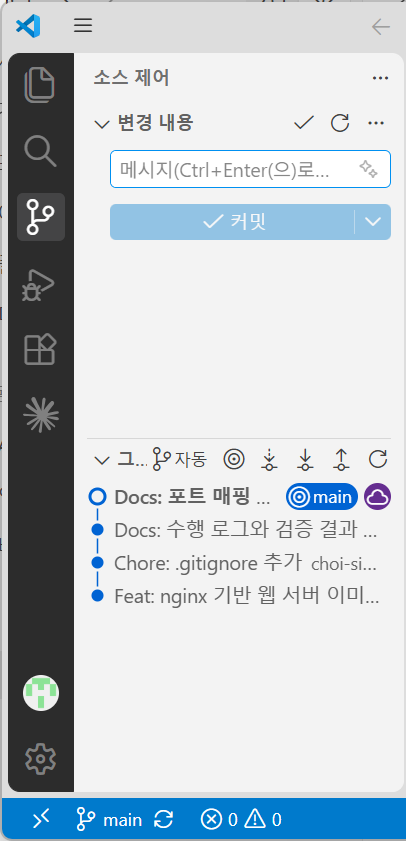 소스 제어
변경 내용
메시지(Ctrl+Enter(으)로...
커밋
그... 자동
Docs: 포트 매핑 ... main
Docs: 수행 로그와 검증 결과 ...
Chore: .gitignore 추가 choi-si...
Feat: nginx 기반 웹 서버 이미...
main 0 0